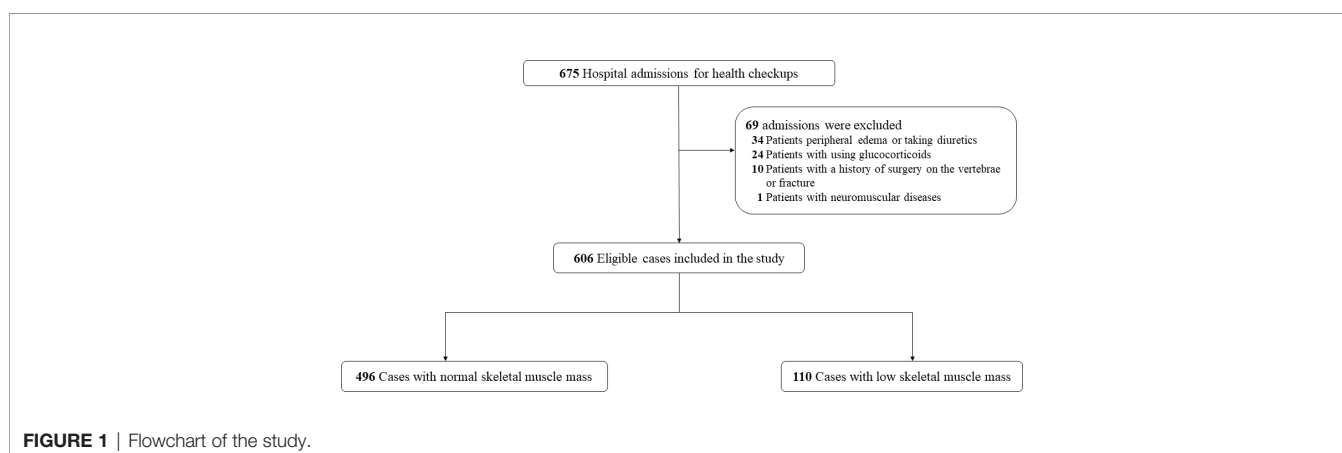 675 Hospital admissions for health checkups
69 admissions were excluded
34 Patients peripheral edema or taking diuretics
24 Patients with using glucocorticoids
10 Patients with a history of surgery on the vertebrae
or fracture
1 Patients with neuromuscular diseases
606 Eligible cases included in the study
496 Cases with normal skeletal muscle mass
110 Cases with low skeletal muscle mass
FIGURE 1 | Flowchart of the study.